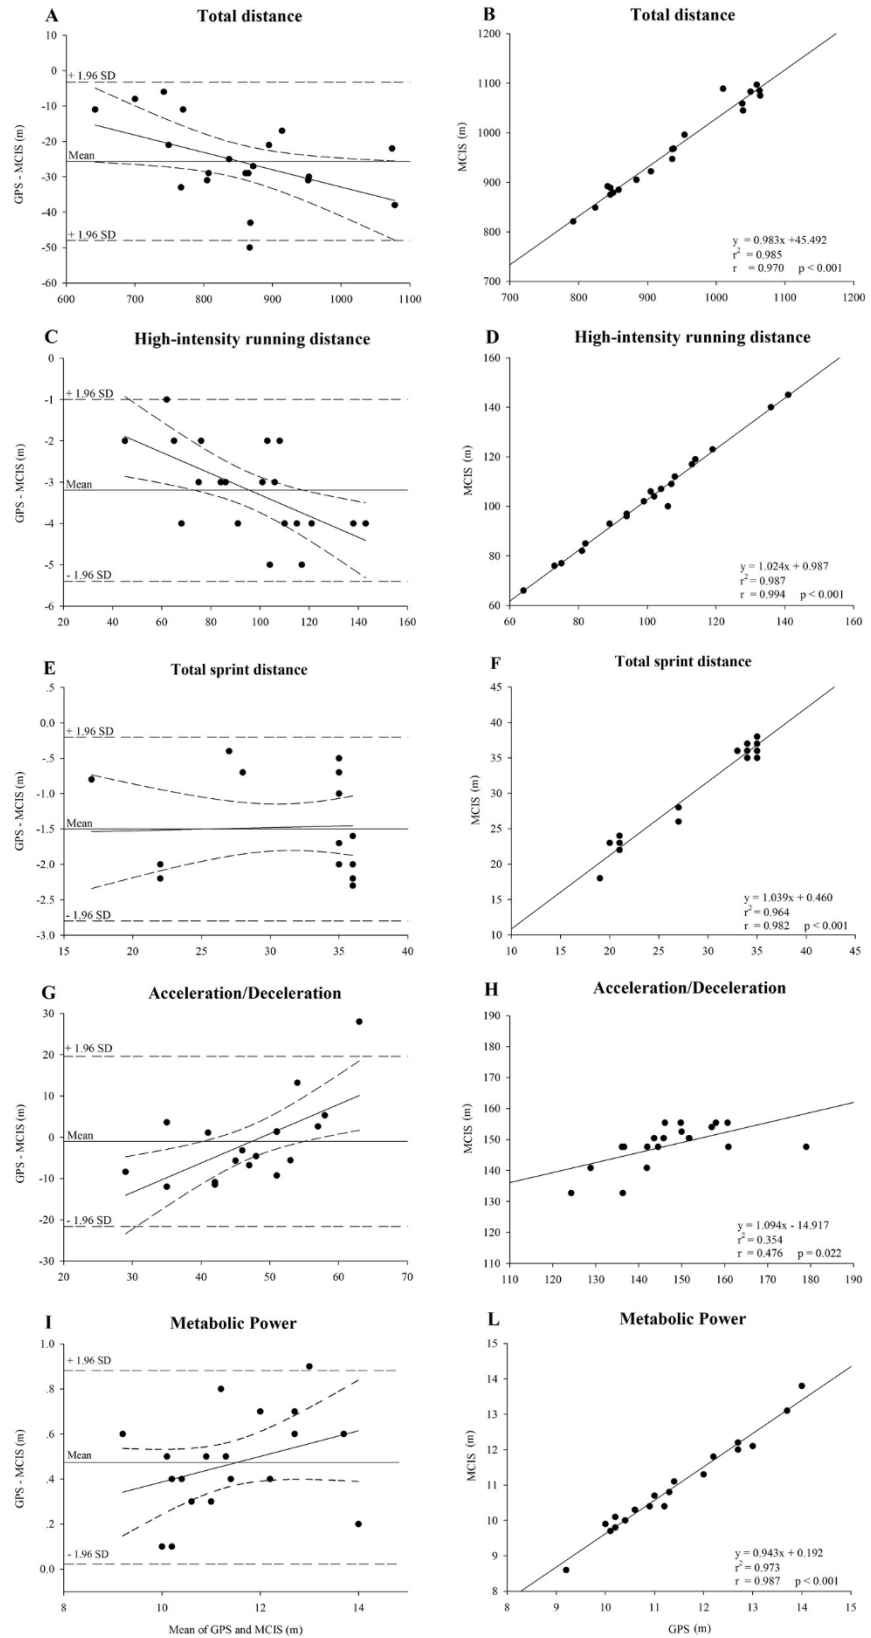 A Total distance
10
0
-10
-20
-30
-40
-50
-60
+ 1.96 SD
Mean
+ 1.96 SD
GPS - MCIS (m)
600 700 800 900 1000 1100
B Total distance
1200
1100
1000
900
800
700
MCIS (m)
y = 0.983x +45.492
r2 = 0.985
r = 0.970 p < 0.001
700 800 900 1000 1100 1200
C High-intensity running distance
0
-1
-2
-3
-4
-5
-6
+ 1.96 SD
Mean
- 1.96 SD
GPS - MCIS (m)
20 40 60 80 100 120 140 160
D High-intensity running distance
160
140
120
100
80
60
MCIS (m)
y = 1.024x + 0.987
r2 = 0.987
r = 0.994 p < 0.001
60 80 100 120 140 160
E Total sprint distance
.5
0.0
-.5
-1.0
-1.5
-2.0
-2.5
-3.0
+ 1.96 SD
Mean
- 1.96 SD
GPS - MCIS (m)
15 20 25 30 35 40
F Total sprint distance
45
40
35
30
25
20
15
10
MCIS (m)
y = 1.039x + 0.460
r2 = 0.964
r = 0.982 p < 0.001
10 15 20 25 30 35 40 45
G Acceleration/Deceleration
30
20
10
0
-10
-20
-30
+ 1.96 SD
Mean
- 1.96 SD
GPS - MCIS (m)
20 30 40 50 60 70
H Acceleration/Deceleration
190
180
170
160
150
140
130
120
110
MCIS (m)
y = 1.094x - 14.917
r2 = 0.354
r = 0.476 p = 0.022
110 120 130 140 150 160 170 180 190
I Metabolic Power
1.0
.8
.6
.4
.2
0.0
+ 1.96 SD
Mean
- 1.96 SD
GPS - MCIS (m)
8 10 12 14
Mean of GPS and MCIS (m)
L Metabolic Power
15
14
13
12
11
10
9
8
MCIS (m)
y = 0.943x + 0.192
r2 = 0.973
r = 0.987 p < 0.001
8 9 10 11 12 13 14 15
GPS (m)